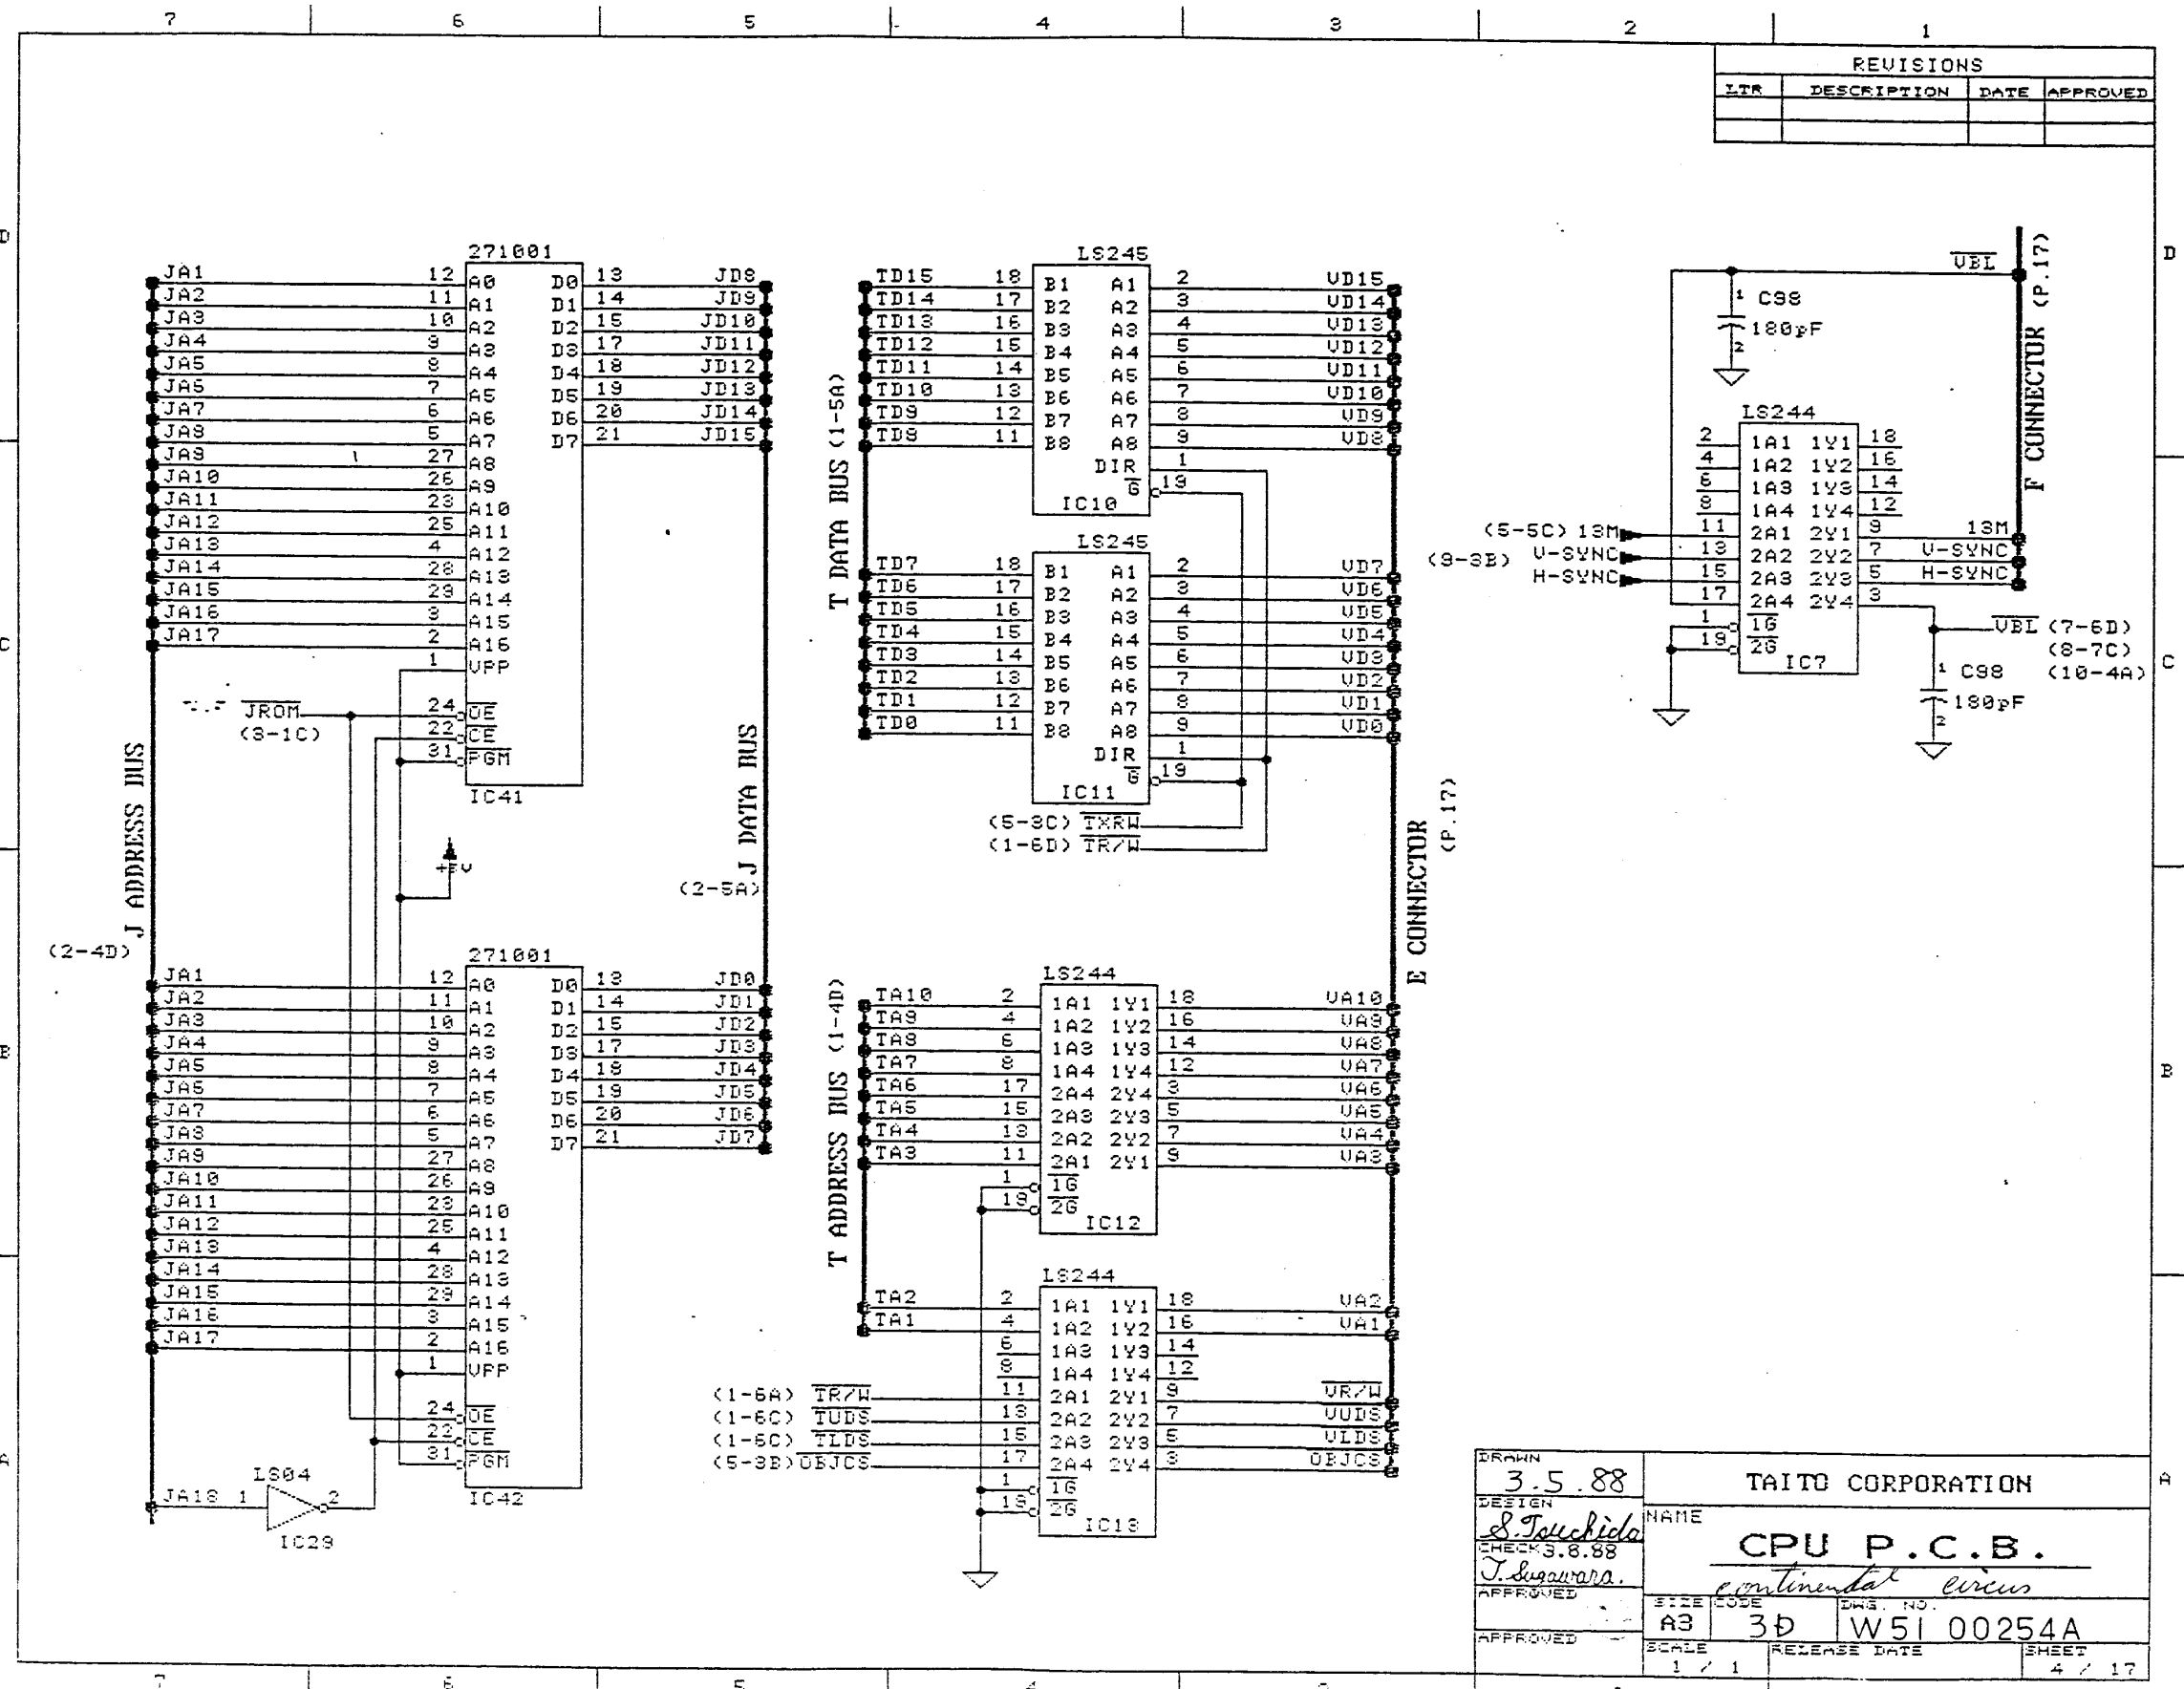 7 6 5 4 3 2 1
REVISIONS
LTR DESCRIPTION DATE APPROVED
D
D
C
C
B
B
A
A
J ADDRESS BUS
(2-4D)
271001
JA1 12 A0 D0 13 JD8
JA2 11 A1 D1 14 JD9
JA3 10 A2 D2 15 JD10
JA4 9 A3 D3 17 JD11
JA5 8 A4 D4 18 JD12
JA6 7 A5 D5 19 JD13
JA7 6 A6 D6 20 JD14
JA8 5 A7 D7 21 JD15
JA9 27 A8
JA10 26 A9
JA11 23 A10
JA12 25 A11
JA13 4 A12
JA14 28 A13
JA15 29 A14
JA16 3 A15
JA17 2 A16
1 VPP
JROM 24 OE
(3-1C) 22 CE
31 PGM
IC41
+5V
J DATA BUS
(2-5A)
271001
JA1 12 A0 D0 13 JD0
JA2 11 A1 D1 14 JD1
JA3 10 A2 D2 15 JD2
JA4 9 A3 D3 17 JD3
JA5 8 A4 D4 18 JD4
JA6 7 A5 D5 19 JD5
JA7 6 A6 D6 20 JD6
JA8 5 A7 D7 21 JD7
JA9 27 A8
JA10 26 A9
JA11 23 A10
JA12 25 A11
JA13 4 A12
JA14 28 A13
JA15 29 A14
JA16 3 A15
JA17 2 A16
1 VPP
24 OE
22 CE
31 PGM
IC42
LS04
JA18 1 2
IC29
T DATA BUS (1-5A)
LS245
TD15 18 B1 A1 2 VD15
TD14 17 B2 A2 3 VD14
TD13 16 B3 A3 4 VD13
TD12 15 B4 A4 5 VD12
TD11 14 B5 A5 6 VD11
TD10 13 B6 A6 7 VD10
TD9 12 B7 A7 8 VD9
TD8 11 B8 A8 9 VD8
DIR 1
G 19
IC10
LS245
TD7 18 B1 A1 2 VD7
TD6 17 B2 A2 3 VD6
TD5 16 B3 A3 4 VD5
TD4 15 B4 A4 5 VD4
TD3 14 B5 A5 6 VD3
TD2 13 B6 A6 7 VD2
TD1 12 B7 A7 8 VD1
TD0 11 B8 A8 9 VD0
DIR 1
G 19
IC11
(5-3C) TXRW
(1-6D) TR/W
E CONNECTOR
(P.17)
T ADDRESS BUS (1-4D)
LS244
TA10 2 1A1 1Y1 18 VA10
TA9 4 1A2 1Y2 16 VA9
TA8 6 1A3 1Y3 14 VA8
TA7 8 1A4 1Y4 12 VA7
TA6 17 2A4 2Y4 3 VA6
TA5 15 2A3 2Y3 5 VA5
TA4 13 2A2 2Y2 7 VA4
TA3 11 2A1 2Y1 9 VA3
1 1G
19 2G
IC12
LS244
TA2 2 1A1 1Y1 18 VA2
TA1 4 1A2 1Y2 16 VA1
6 1A3 1Y3 14
8 1A4 1Y4 12
(1-6A) TR/W 11 2A1 2Y1 9 VR/W
(1-6C) TUDS 13 2A2 2Y2 7 VUDS
(1-6C) TLDS 15 2A3 2Y3 5 VLDS
(5-3B) OBJCS 17 2A4 2Y4 3 OBJCS
1 1G
19 2G
IC13
VBL
F CONNECTOR (P.17)
1 C98
180pF
2
LS244
2 1A1 1Y1 18
4 1A2 1Y2 16
6 1A3 1Y3 14
8 1A4 1Y4 12
(5-5C) 13M 11 2A1 2Y1 9 13M
(9-3B) V-SYNC 13 2A2 2Y2 7 V-SYNC
H-SYNC 15 2A3 2Y3 5 H-SYNC
17 2A4 2Y4 3
1 1G
19 2G
IC7
VBL (7-6D)
(8-7C)
(10-4A)
1 C98
180pF
2
DRAWN
3.5.88
DESIGN
S.Tsuchida
CHECK 3.8.88
T.Sugawara.
APPROVED
APPROVED
TAITO CORPORATION
NAME
CPU P.C.B.
continental circus
SIZE CODE DWG. NO.
A3 3D W51 00254A
SCALE RELEASE DATE SHEET
1 / 1 4 / 17
7 6 5